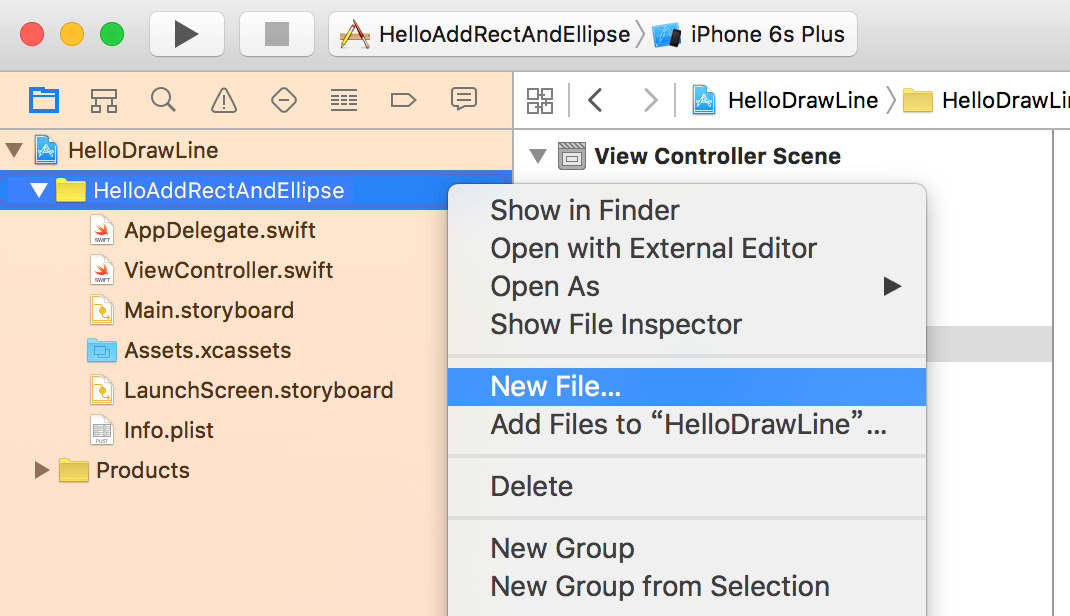 HelloAddRectAndEllipse iPhone 6s Plus
HelloDrawLine HelloDrawLi
HelloDrawLine
View Controller Scene
HelloAddRectAndEllipse
AppDelegate.swift
ViewController.swift
Main.storyboard
Assets.xcassets
LaunchScreen.storyboard
Info.plist
Products
SWIFT
SWIFT
PLIST
Show in Finder
Open with External Editor
Open As
Show File Inspector
New File...
Add Files to “HelloDrawLine”...
Delete
New Group
New Group from Selection